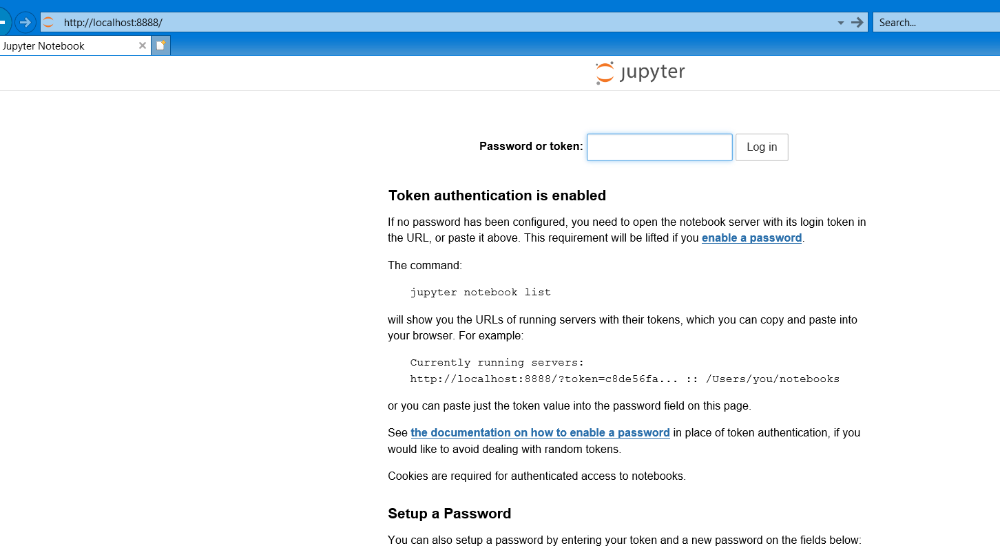 http://localhost:8888/
Search...
Jupyter Notebook
jupyter
Password or token:
Log in
Token authentication is enabled
If no password has been configured, you need to open the notebook server with its login token in
the URL, or paste it above. This requirement will be lifted if you enable a password.
The command:
jupyter notebook list
will show you the URLs of running servers with their tokens, which you can copy and paste into
your browser. For example:
Currently running servers:
http://localhost:8888/?token=c8de56fa... :: /Users/you/notebooks
or you can paste just the token value into the password field on this page.
See the documentation on how to enable a password in place of token authentication, if you
would like to avoid dealing with random tokens.
Cookies are required for authenticated access to notebooks.
Setup a Password
You can also setup a password by entering your token and a new password on the fields below: